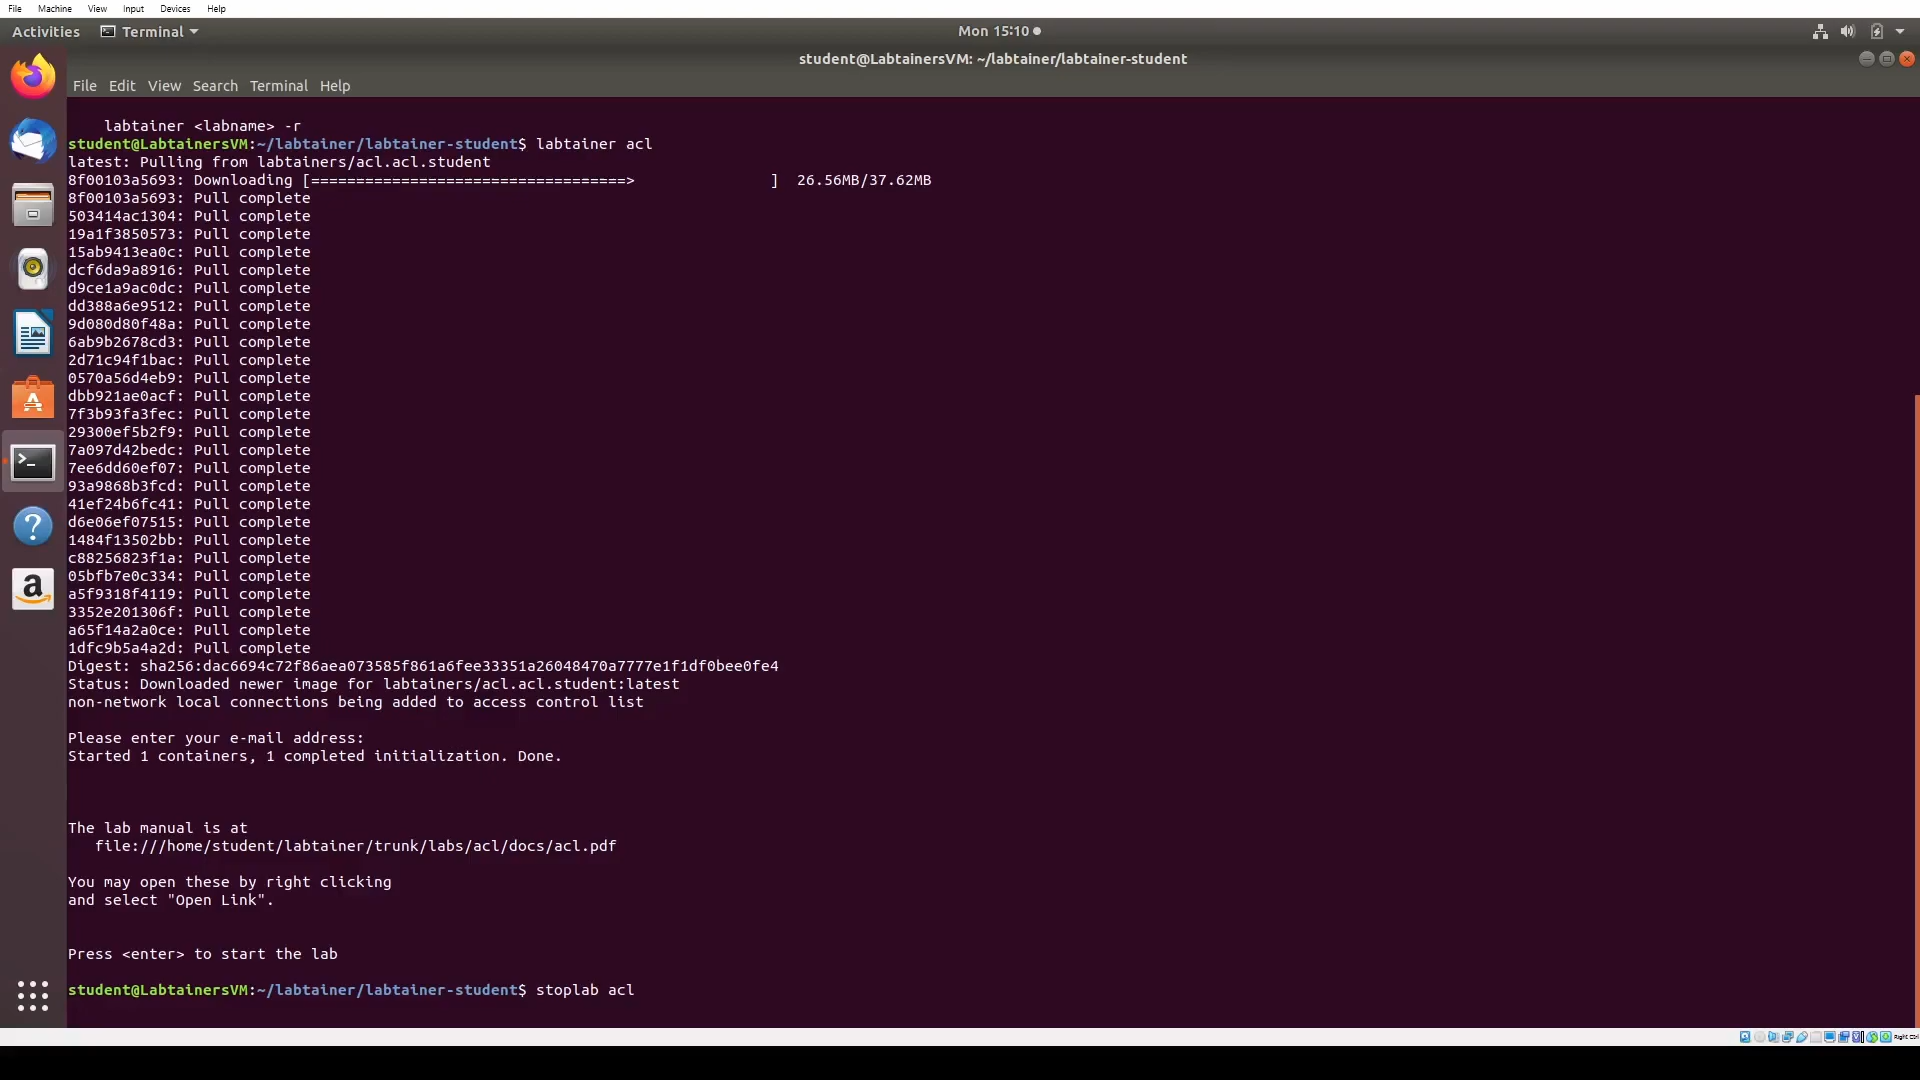 File Machine View Input Devices Help
Activities Terminal Mon 15:10
student@LabtainersVM: ~/labtainer/labtainer-student
File Edit View Search Terminal Help
labtainer <labname> -r
student@LabtainersVM:~/labtainer/labtainer-student$ labtainer acl
latest: Pulling from labtainers/acl.acl.student
8f00103a5693: Downloading [===================================>               ]  26.56MB/37.62MB
8f00103a5693: Pull complete
503414ac1304: Pull complete
19a1f3850573: Pull complete
15ab9413ea0c: Pull complete
dcf6da9a8916: Pull complete
d9ce1a9ac0dc: Pull complete
dd388a6e9512: Pull complete
9d080d80f48a: Pull complete
6ab9b2678cd3: Pull complete
2d71c94f1bac: Pull complete
0570a56d4eb9: Pull complete
dbb921ae0acf: Pull complete
7f3b93fa3fec: Pull complete
29300ef5b2f9: Pull complete
7a097d42bedc: Pull complete
7ee6dd60ef07: Pull complete
93a9868b3fcd: Pull complete
41ef24b6fc41: Pull complete
d6e06ef07515: Pull complete
1484f13502bb: Pull complete
c88256823f1a: Pull complete
05bfb7e0c334: Pull complete
a5f9318f4119: Pull complete
3352e201306f: Pull complete
a65f14a2a0ce: Pull complete
1dfc9b5a4a2d: Pull complete
Digest: sha256:dac6694c72f86aea073585f861a6fee33351a26048470a7777e1f1df0bee0fe4
Status: Downloaded newer image for labtainers/acl.acl.student:latest
non-network local connections being added to access control list
Please enter your e-mail address:
Started 1 containers, 1 completed initialization. Done.
The lab manual is at
file:///home/student/labtainer/trunk/labs/acl/docs/acl.pdf
You may open these by right clicking
and select "Open Link".
Press <enter> to start the lab
student@LabtainersVM:~/labtainer/labtainer-student$ stoplab acl
Right Ctrl